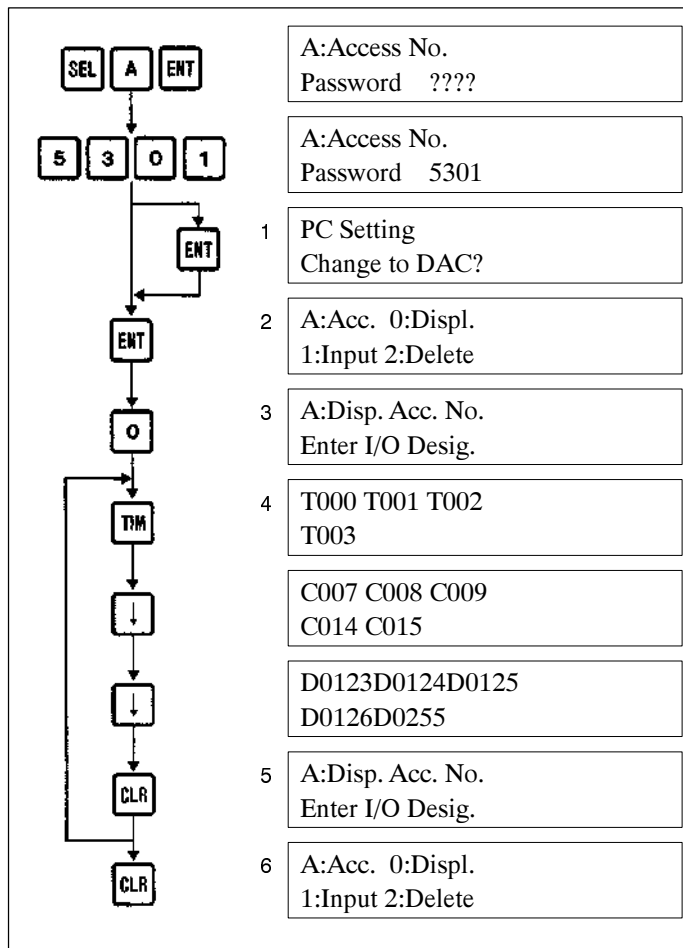 SEL A ENT
A:Access No.
Password ????
5 3 0 1
A:Access No.
Password 5301
ENT
1
PC Setting
Change to DAC?
ENT
2
A:Acc. 0:Displ.
1:Input 2:Delete
0
3
A:Disp. Acc. No.
Enter I/O Desig.
TIM
4
T000 T001 T002
T003
↓
C007 C008 C009
C014 C015
↓
D0123D0124D0125
D0126D0255
CLR
5
A:Disp. Acc. No.
Enter I/O Desig.
CLR
6
A:Acc. 0:Displ.
1:Input 2:Delete